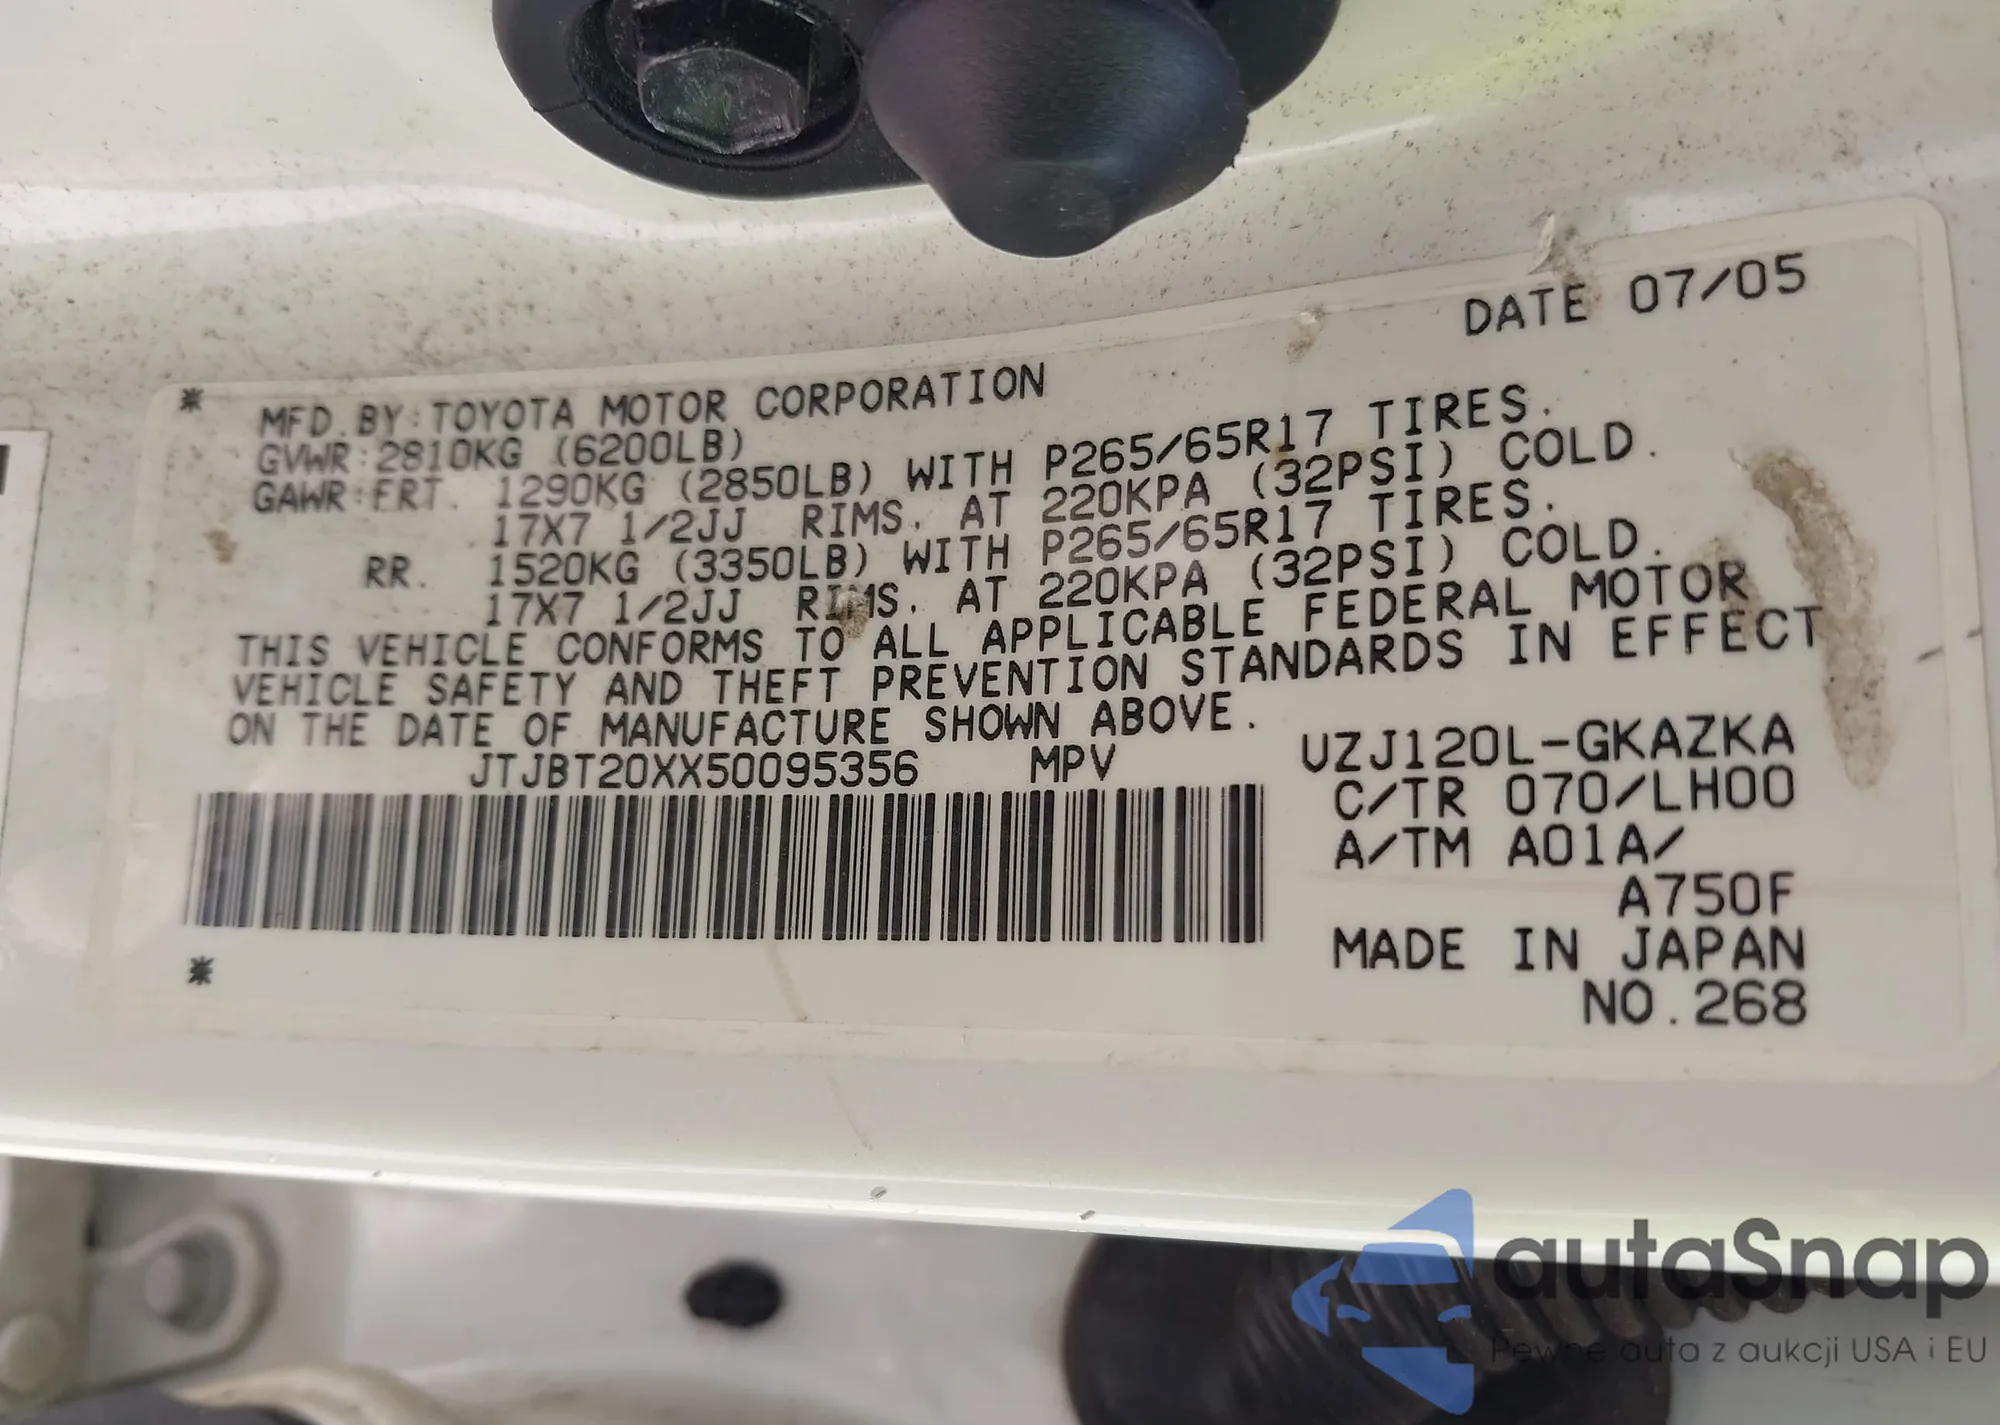 DATE 07/05
* MFD.BY:TOYOTA MOTOR CORPORATION
GVWR:2810KG (6200LB)
GAWR:FRT. 1290KG (2850LB) WITH P265/65R17 TIRES.
17X7 1/2JJ RIMS. AT 220KPA (32PSI) COLD.
RR. 1520KG (3350LB) WITH P265/65R17 TIRES.
17X7 1/2JJ RIMS. AT 220KPA (32PSI) COLD.
THIS VEHICLE CONFORMS TO ALL APPLICABLE FEDERAL MOTOR
VEHICLE SAFETY AND THEFT PREVENTION STANDARDS IN EFFECT
ON THE DATE OF MANUFACTURE SHOWN ABOVE.
JTJBT20XX50095356 MPV
UZJ120L-GKAZKA
C/TR 070/LH00
A/TM A01A/
A750F
MADE IN JAPAN
*
NO.268
autaSnap
Pewne auta z aukcji USA i EU